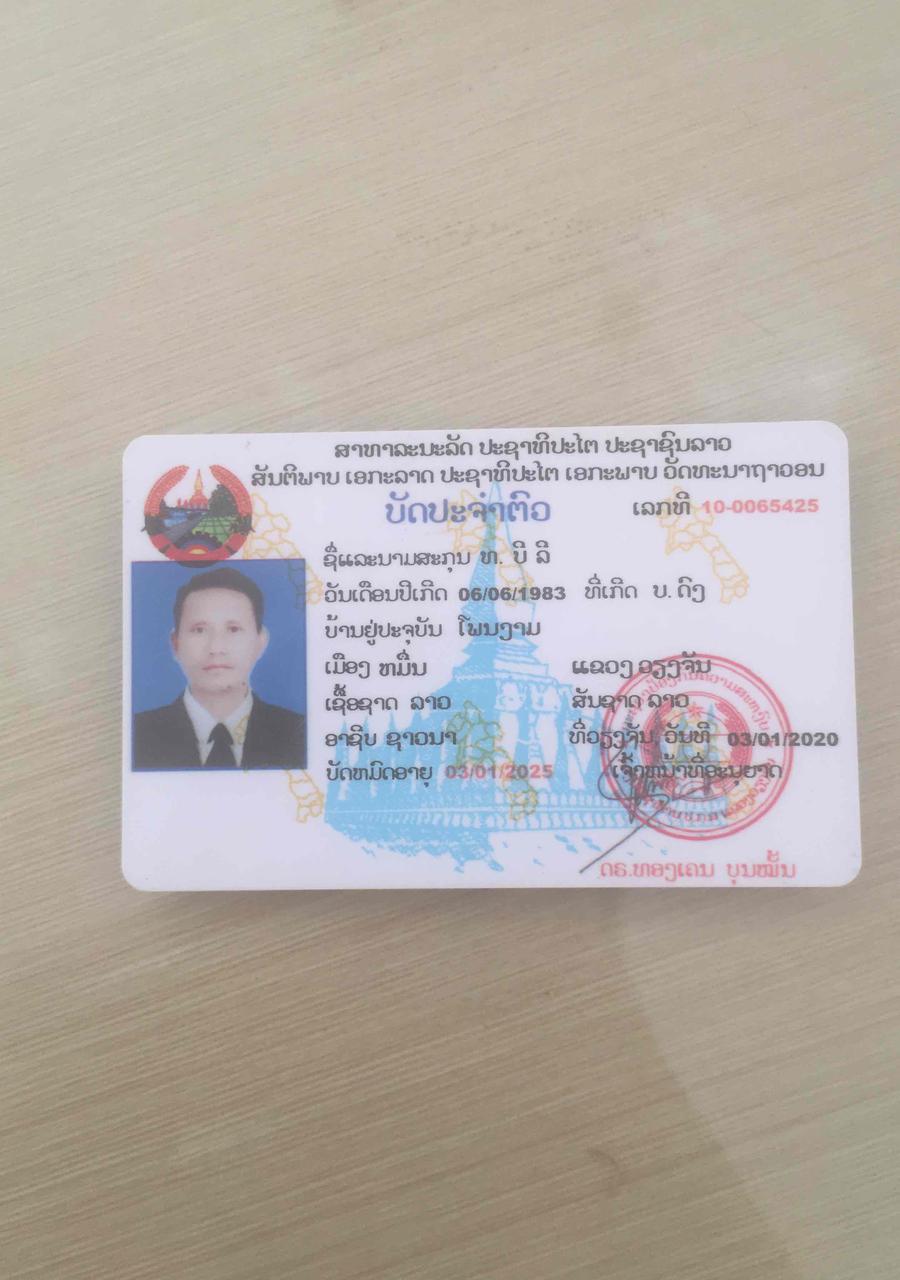 ສາທາລະນະລັດ ປະຊາທິປະໄຕ ປະຊາຊົນລາວ
ສັນຕິພາບ ເອກະລາດ ປະຊາທິປະໄຕ ເອກະພາບ ວັດທະນາຖາວອນ
ບັດປະຈໍາຕົວ ເລກທີ 10-0065425
ຊື່ແລະນາມສະກຸນ ທ. ບີ ລີ
ວັນເດືອນປີເກີດ 06/06/1983 ທີ່ເກີດ ບ. ດົງ
ບ້ານຢູ່ປະຈຸບັນ ໂພນງາມ
ເມືອງ ຫມື່ນ ແຂວງ ວຽງຈັນ
ເຊື້ອຊາດ ລາວ ສັນຊາດ ລາວ
ອາຊີບ ຊາວນາ ທີ່ວຽງຈັນ, ວັນທີ 03/01/2020
ບັດຫມົດອາຍຸ 03/01/2025 ເຈົ້າຫນ້າທີ່ອະນຸຍາດ
ດຣ.ທອງເຄນ ບຸນໝັ້ນ